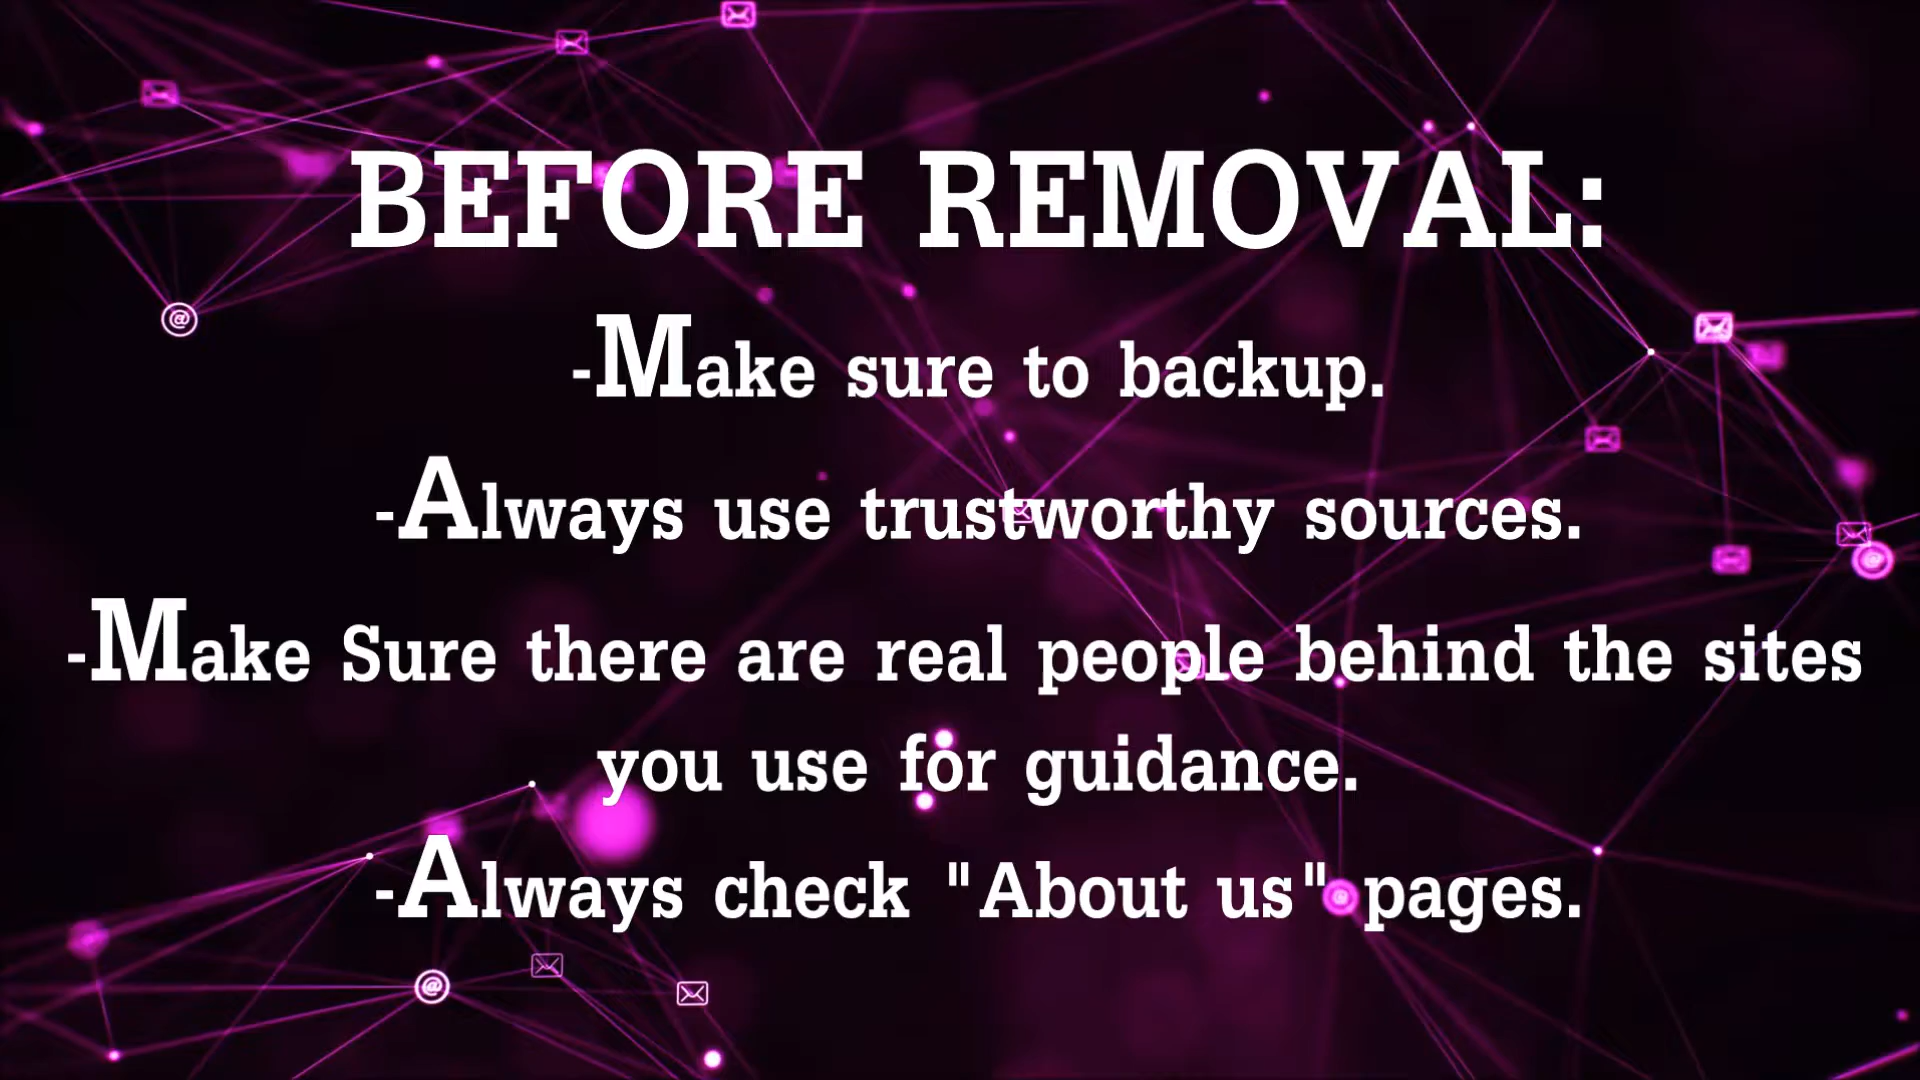 BEFORE REMOVAL:
-Make sure to backup.
-Always use trustworthy sources.
-Make Sure there are real people behind the sites
you use for guidance.
-Always check "About us" pages.